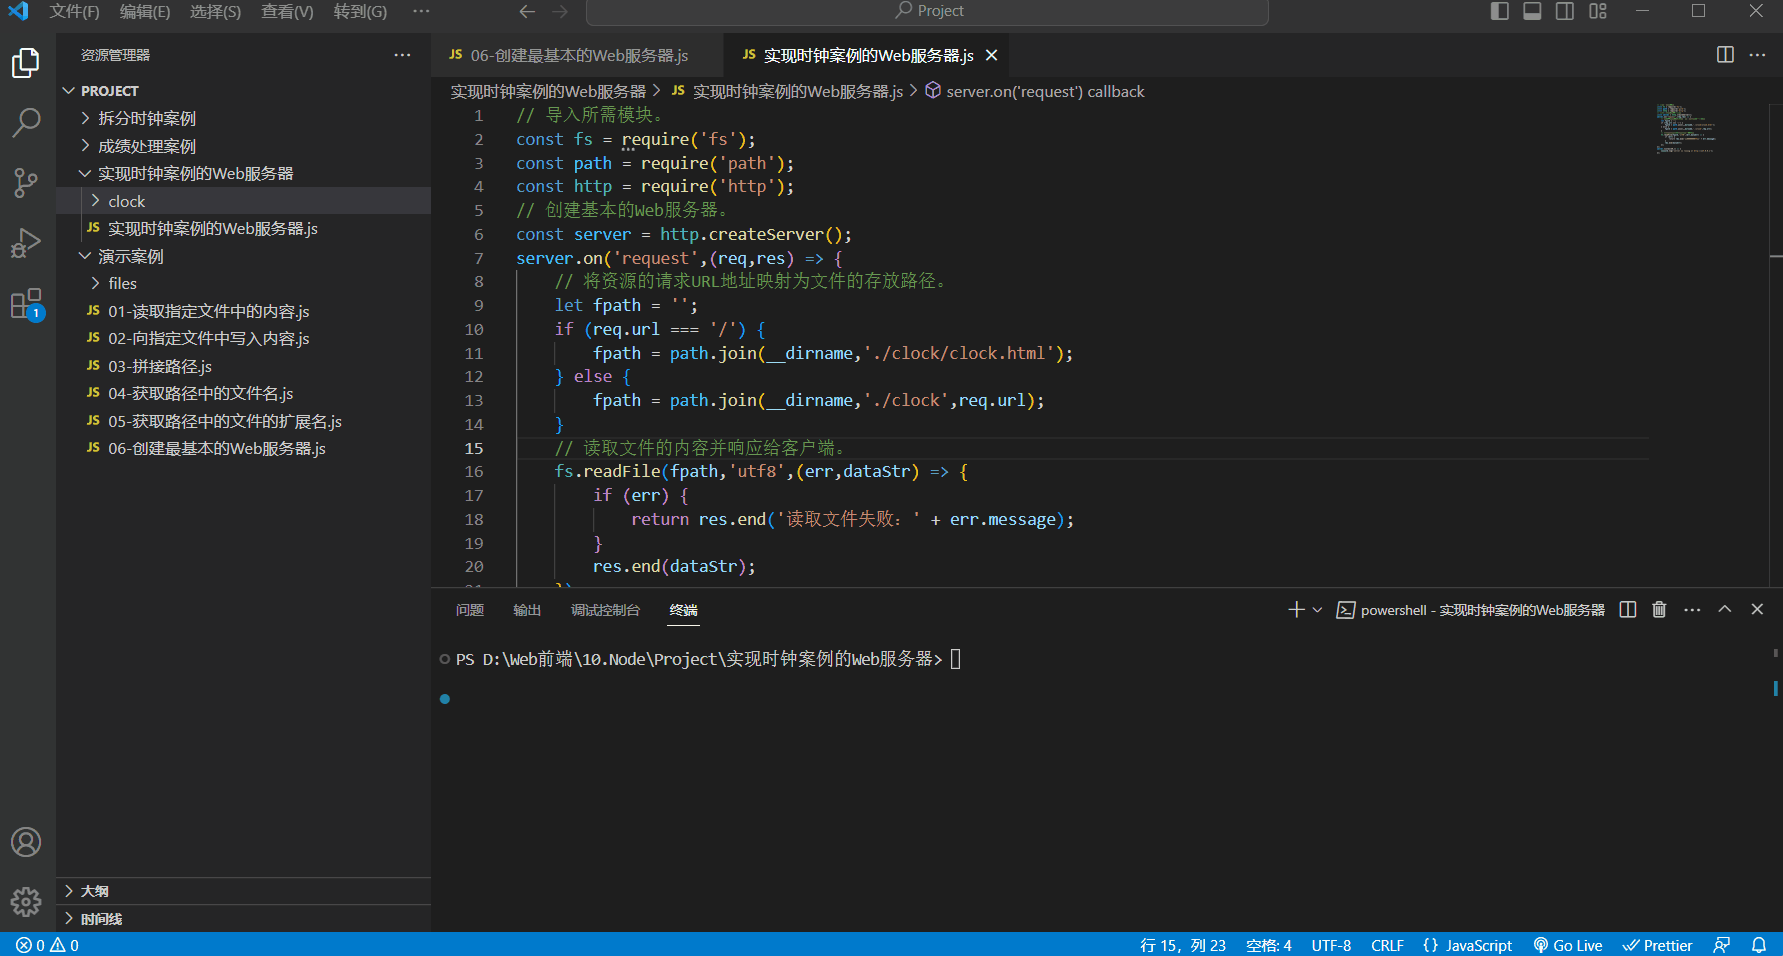 文件(F) 编辑(E) 选择(S) 查看(V) 转到(G) ··· Project
资源管理器
PROJECT
拆分时钟案例
成绩处理案例
实现时钟案例的Web服务器
clock
JS 实现时钟案例的Web服务器.js
演示案例
files
JS 01-读取指定文件中的内容.js
JS 02-向指定文件中写入内容.js
JS 03-拼接路径.js
JS 04-获取路径中的文件名.js
JS 05-获取路径中的文件的扩展名.js
JS 06-创建最基本的Web服务器.js
大纲
时间线
1
JS 06-创建最基本的Web服务器.js JS 实现时钟案例的Web服务器.js
实现时钟案例的Web服务器 > JS 实现时钟案例的Web服务器.js > server.on('request') callback
1 // 导入所需模块。
2 const fs = require('fs');
3 const path = require('path');
4 const http = require('http');
5 // 创建基本的Web服务器。
6 const server = http.createServer();
7 server.on('request',(req,res) => {
8 // 将资源的请求URL地址映射为文件的存放路径。
9 let fpath = '';
10 if (req.url === '/') {
11 fpath = path.join(__dirname,'./clock/clock.html');
12 } else {
13 fpath = path.join(__dirname,'./clock',req.url);
14 }
15 // 读取文件的内容并响应给客户端。
16 fs.readFile(fpath,'utf8',(err,dataStr) => {
17 if (err) {
18 return res.end('读取文件失败：' + err.message);
19 }
20 res.end(dataStr);
问题 输出 调试控制台 终端 powershell - 实现时钟案例的Web服务器
PS D:\Web前端\10.Node\Project\实现时钟案例的Web服务器>
0 0 行 15，列 23 空格: 4 UTF-8 CRLF {} JavaScript Go Live Prettier